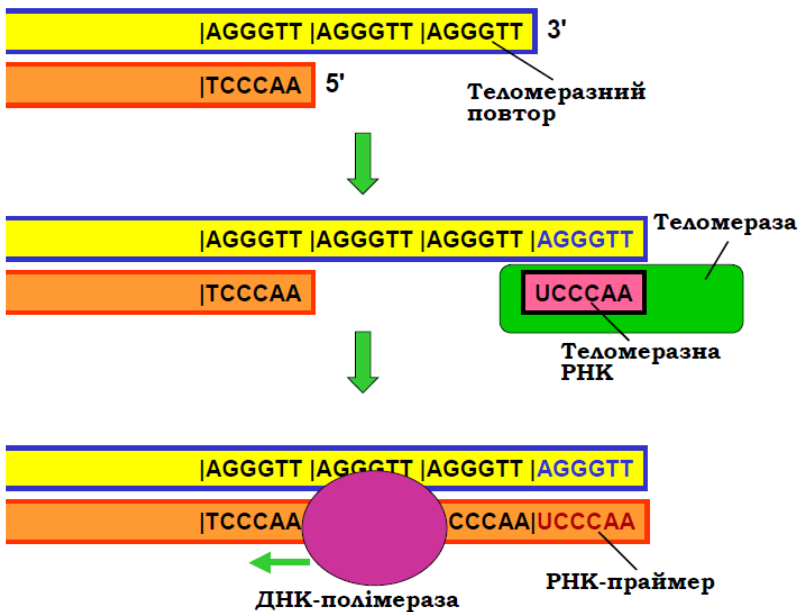 |AGGGTT |AGGGTT |AGGGTT 3'
|TCCCAA 5'
Теломеразний
повтор
Теломераза
|AGGGTT |AGGGTT |AGGGTT |AGGGTT
|TCCCAA
UCCCAA
Теломеразна
РНК
|AGGGTT |AGGGTT |AGGGTT |AGGGTT
|TCCCAA CCCAA|UCCCAA
РНК-праймер
ДНК-полімераза